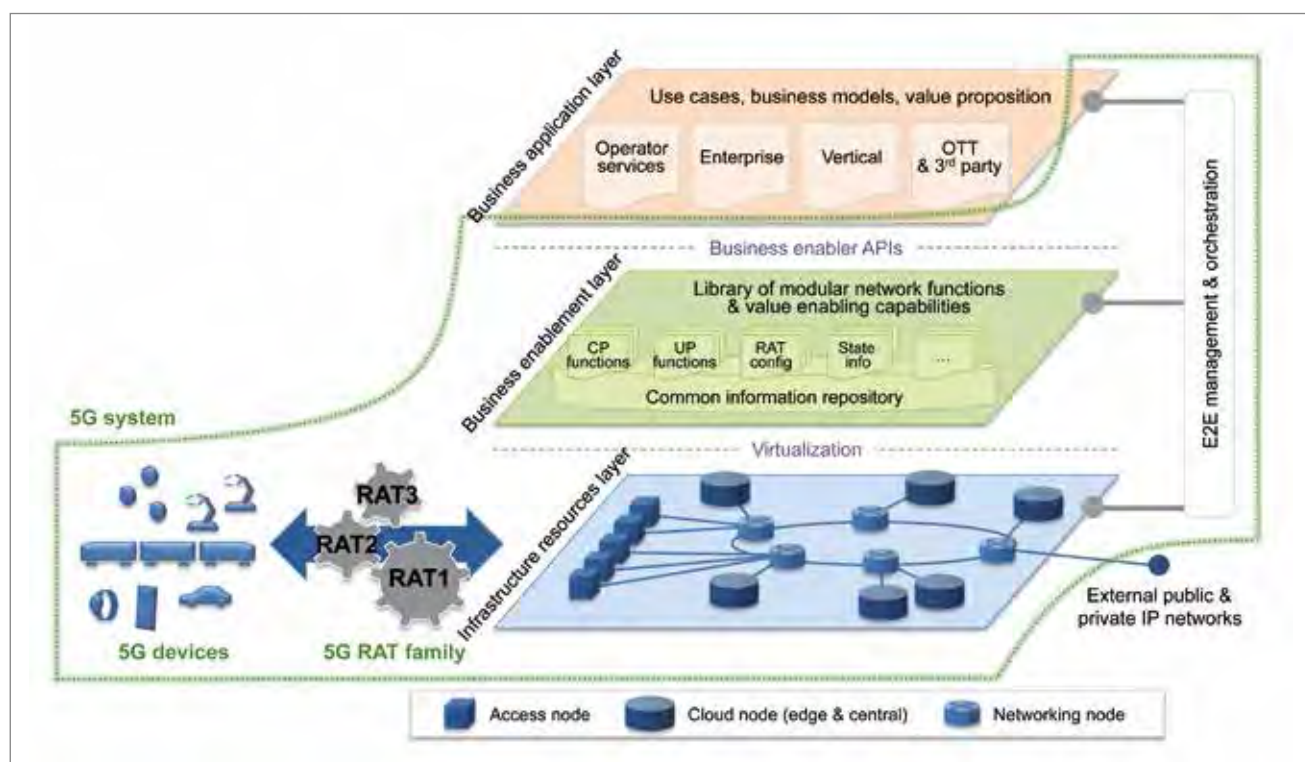 Business application layer
Use cases, business models, value proposition
Operator
services
Enterprise
Vertical
OTT
& 3rd party
Business enabler APIs
Business enablement layer
Library of modular network functions
& value enabling capabilities
CP
functions
UP
functions
RAT
config
State
info
...
Common information repository
E2E management & orchestration
Virtualization
5G system
RAT3
RAT2
RAT1
5G devices
5G RAT family
Infrastructure resources layer
External public &
private IP networks
Access node
Cloud node (edge & central)
Networking node